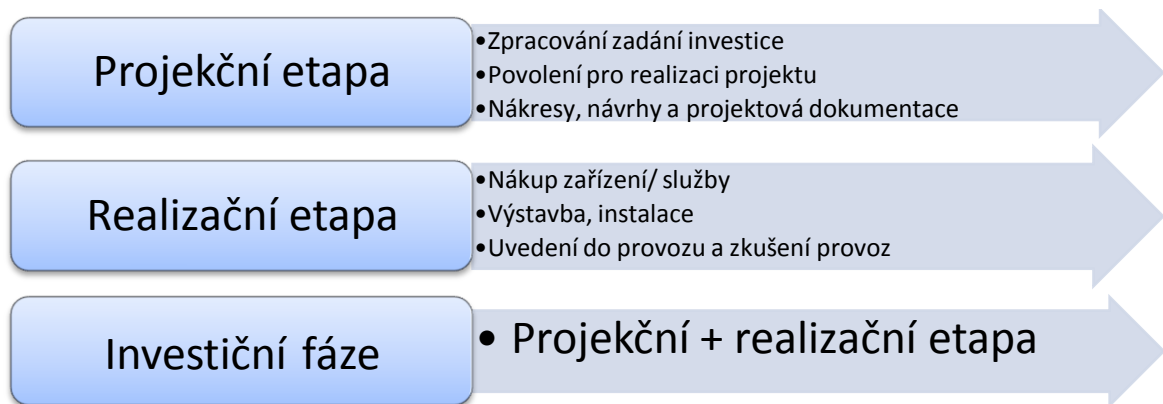 Projekční etapa
•Zpracování zadání investice
•Povolení pro realizaci projektu
•Nákresy, návrhy a projektová dokumentace
Realizační etapa
•Nákup zařízení/ služby
•Výstavba, instalace
•Uvedení do provozu a zkušení provoz
Investiční fáze
• Projekční + realizační etapa